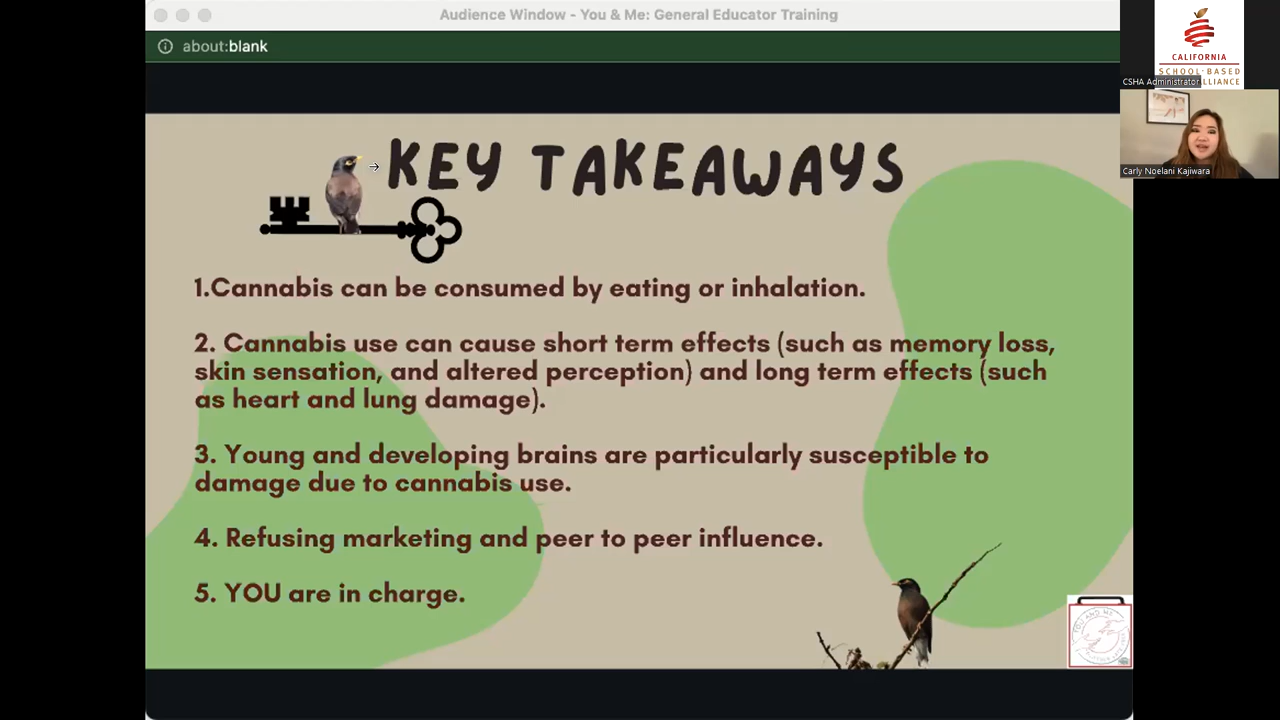 Audience Window - You & Me: General Educator Training
about:blank
CALIFORNIA
SCHOOL-BASED
CSHA Administrator
LLIANCE
Carly Noelani Kajiwara
KEY TAKEAWAYS
1.Cannabis can be consumed by eating or inhalation.
2. Cannabis use can cause short term effects (such as memory loss,
skin sensation, and altered perception) and long term effects (such
as heart and lung damage).
3. Young and developing brains are particularly susceptible to
damage due to cannabis use.
4. Refusing marketing and peer to peer influence.
5. YOU are in charge.
YOU AND ME